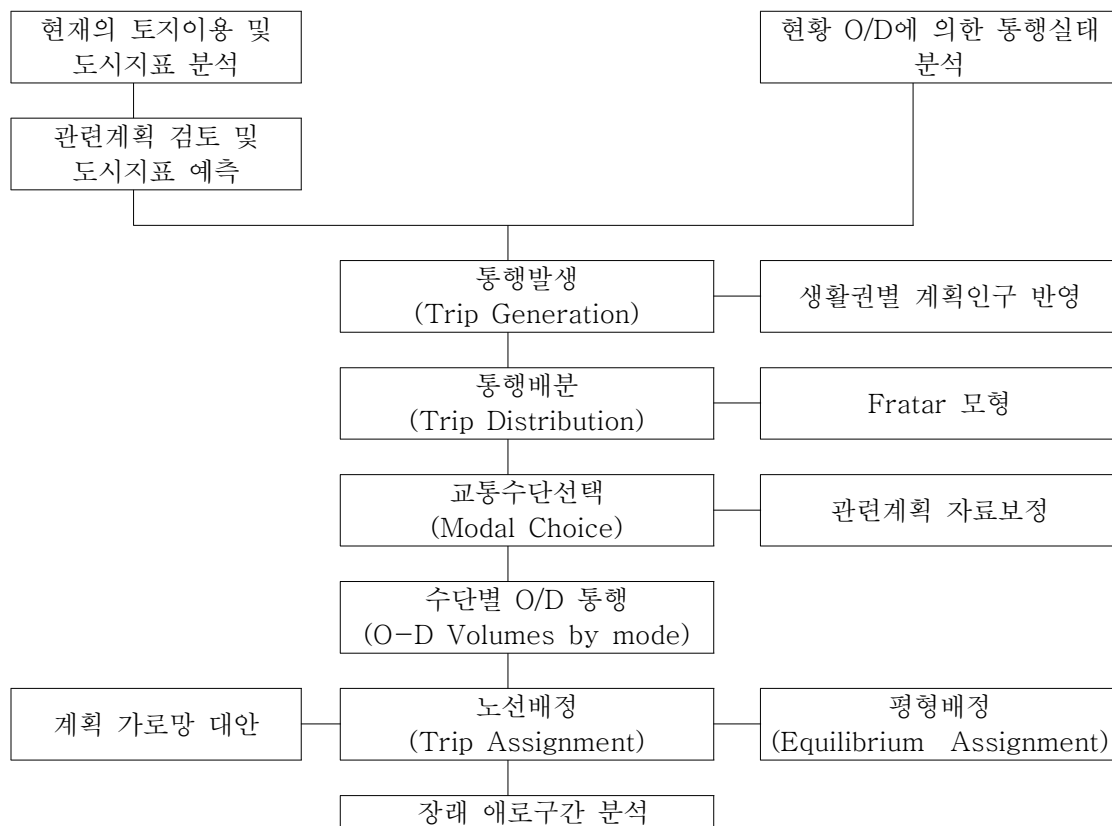 현재의 토지이용 및
도시지표 분석
현황 O/D에 의한 통행실태
분석
관련계획 검토 및
도시지표 예측
통행발생
(Trip Generation)
생활권별 계획인구 반영
통행배분
(Trip Distribution)
Fratar 모형
교통수단선택
(Modal Choice)
관련계획 자료보정
수단별 O/D 통행
(O-D Volumes by mode)
계획 가로망 대안
노선배정
(Trip Assignment)
평형배정
(Equilibrium Assignment)
장래 애로구간 분석